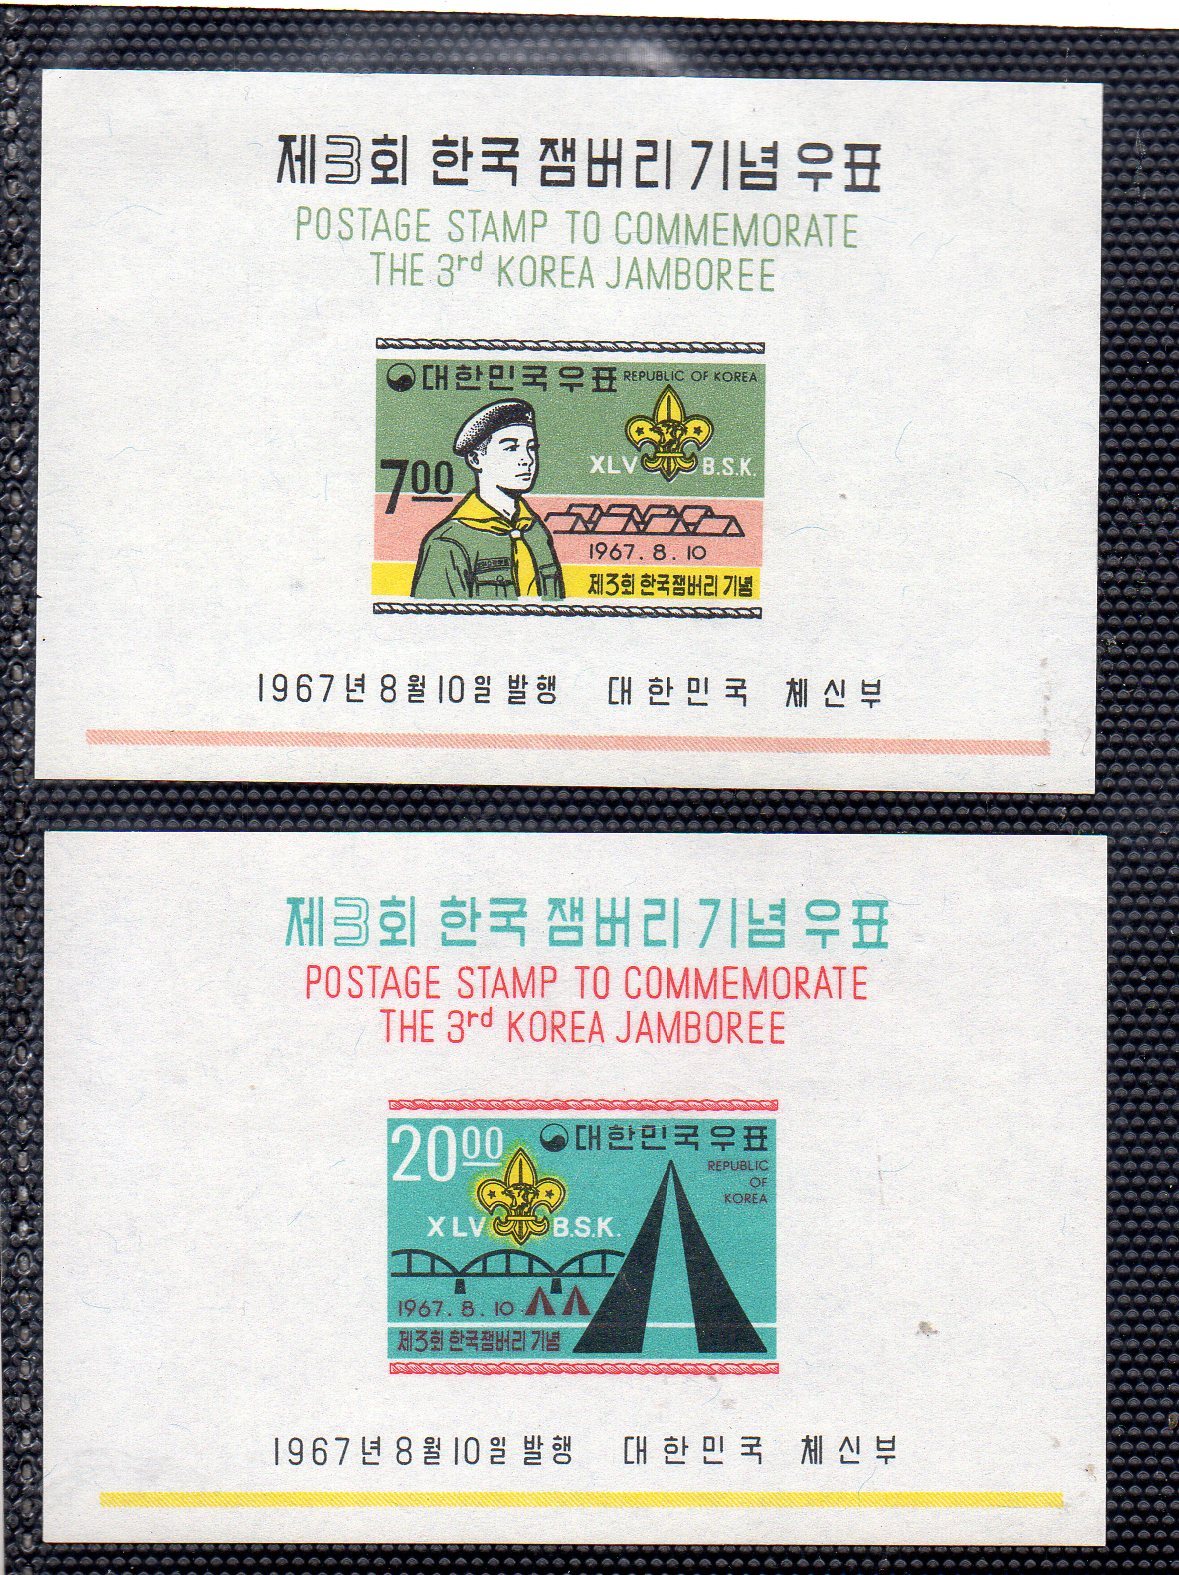 제3회 한국 잼버리 기념 우표
POSTAGE STAMP TO COMMEMORATE
THE 3rd KOREA JAMBOREE
대한민국우표 REPUBLIC OF KOREA
XLV B.S.K.
700
1967. 8. 10
제3회 한국잼버리 기념
1967년 8월 10일 발행 대한민국 체신부
제3회 한국 잼버리 기념 우표
POSTAGE STAMP TO COMMEMORATE
THE 3rd KOREA JAMBOREE
2000 대한민국우표
REPUBLIC
OF
KOREA
XLV B.S.K.
1967. 8. 10
제3회 한국잼버리 기념
1967년 8월 10일 발행 대한민국 체신부